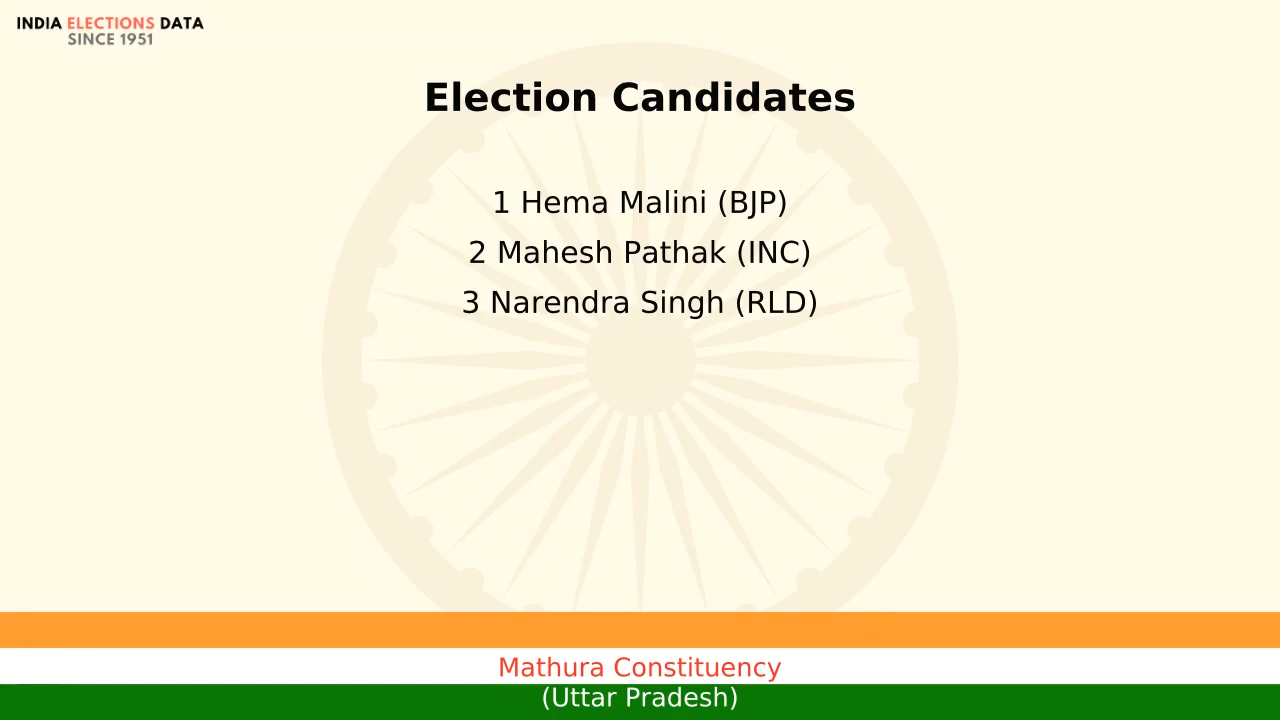 INDIA ELECTIONS DATA
SINCE 1951
Election Candidates
1 Hema Malini (BJP)
2 Mahesh Pathak (INC)
3 Narendra Singh (RLD)
Mathura Constituency
(Uttar Pradesh)